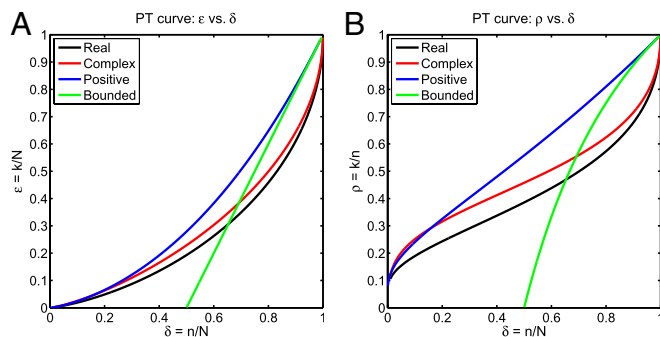 A
PT curve: ε vs. δ
1
0.9
0.8
0.7
0.6
0.5
0.4
0.3
0.2
0.1
0
ε = k/N
Real
Complex
Positive
Bounded
0 0.2 0.4 0.6 0.8 1
δ = n/N
B
PT curve: ρ vs. δ
1
0.9
0.8
0.7
0.6
0.5
0.4
0.3
0.2
0.1
0
ρ = k/n
Real
Complex
Positive
Bounded
0 0.2 0.4 0.6 0.8 1
δ = n/N